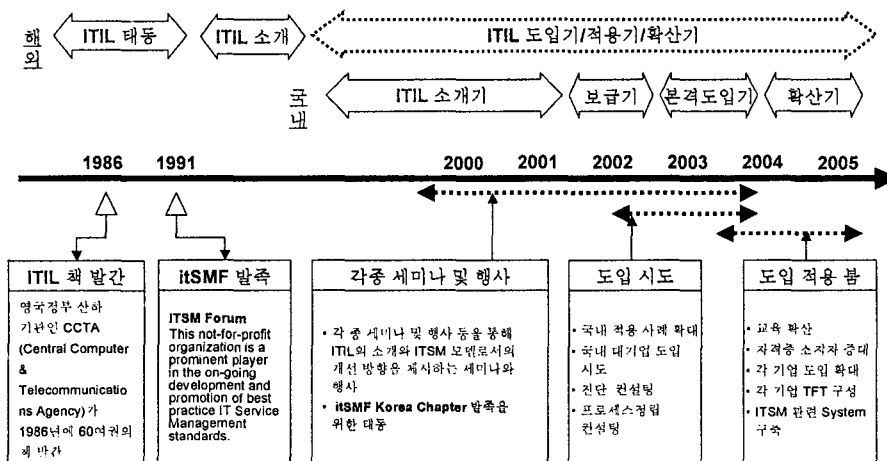 해외
ITIL 태동
ITIL 소개
ITIL 도입기/적용기/확산기
국내
ITIL 소개기
보급기
본격도입기
확산기
1986
1991
2000
2001
2002
2003
2004
2005
ITIL 책 발간
영국정부 산하
기관인 CCTA
(Central Computer
&
Telecommunicatio
ns Agency)가
1986년에 60여권의
책 발간
itSMF 발족
ITSM Forum
This not-for-profit
organization is a
prominent player
in the on-going
development and
promotion of best
practice IT Service
Management
standards.
각종 세미나 및 행사
• 각 종 세미나 및 행사 등을 통해
ITIL의 소개와 ITSM 모델로서의
개선 방향을 제시하는 세미나와
행사
• itSMF Korea Chapter 발족을
위한 태동
도입 시도
• 국내 적용 사례 확대
• 국내 대기업 도입
시도
• 진단 컨설팅
• 프로세스정립
컨설팅
도입 적용 붐
• 교육 확산
• 자격증 소지자 증대
• 각 기업 도입 확대
• 각 기업 TFT 구성
• ITSM 관련 System
구축